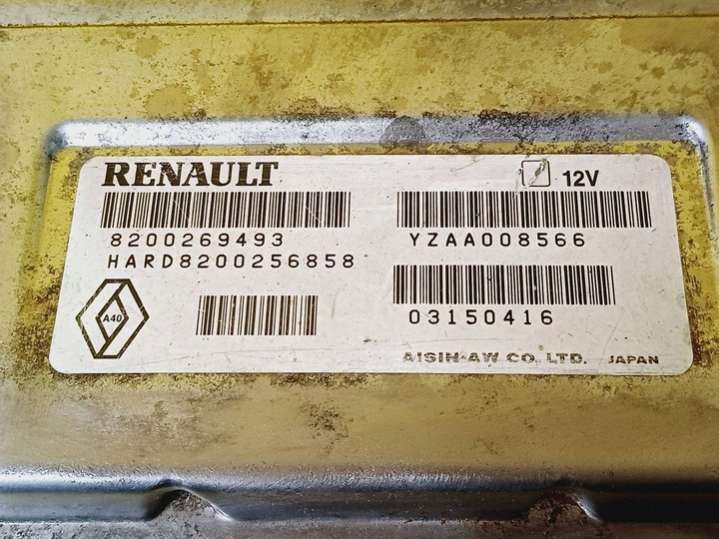 RENAULT
12V
8200269493
YZAA008566
HARD8200256858
A40
03150416
AISIN-AW CO., LTD. JAPAN